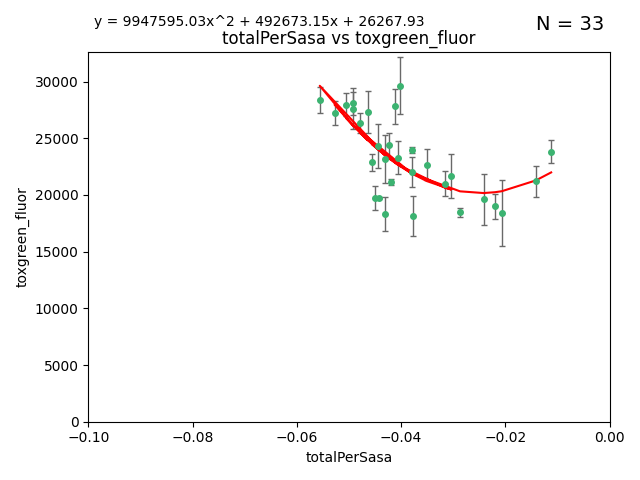 y = 9947595.03x^2 + 492673.15x + 26267.93
N = 33
totalPerSasa vs toxgreen_fluor
30000
25000
20000
15000
10000
5000
0
toxgreen_fluor
−0.10 −0.08 −0.06 −0.04 −0.02 0.00
totalPerSasa